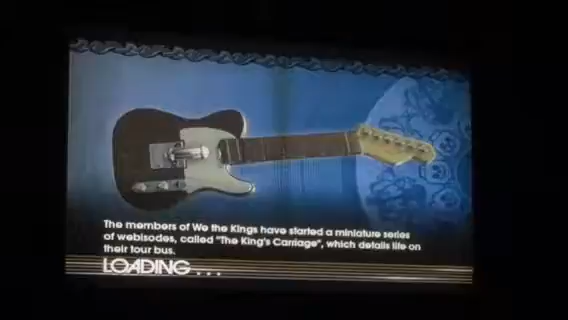 The members of We the Kings have started a miniature series
of webisodes, called "The King's Carriage", which details life on
their tour bus.
LOADING...